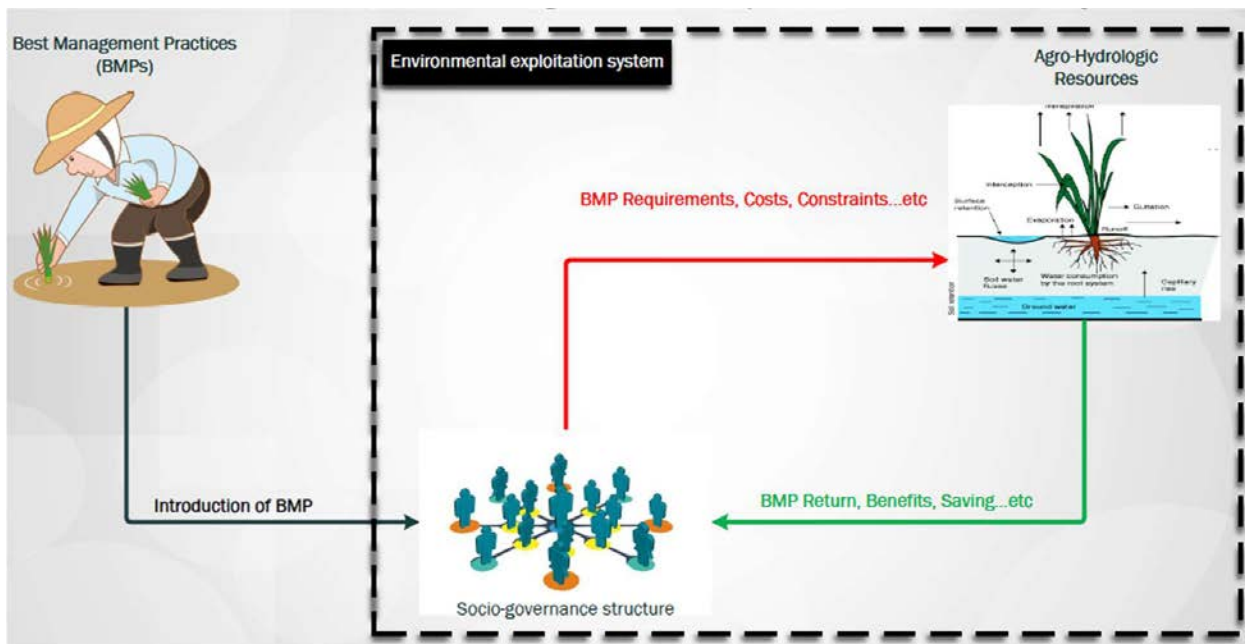 Best Management Practices
(BMPs)
Environmental exploitation system
Agro-Hydrologic
Resources
Interception
Surface
retention
Evaporation
Guttation
Runoff
Soil water
fluxes
Water consumption
by the root system
Capillary
rise
Ground water
BMP Requirements, Costs, Constraints...etc
Introduction of BMP
BMP Return, Benefits, Saving...etc
Socio-governance structure